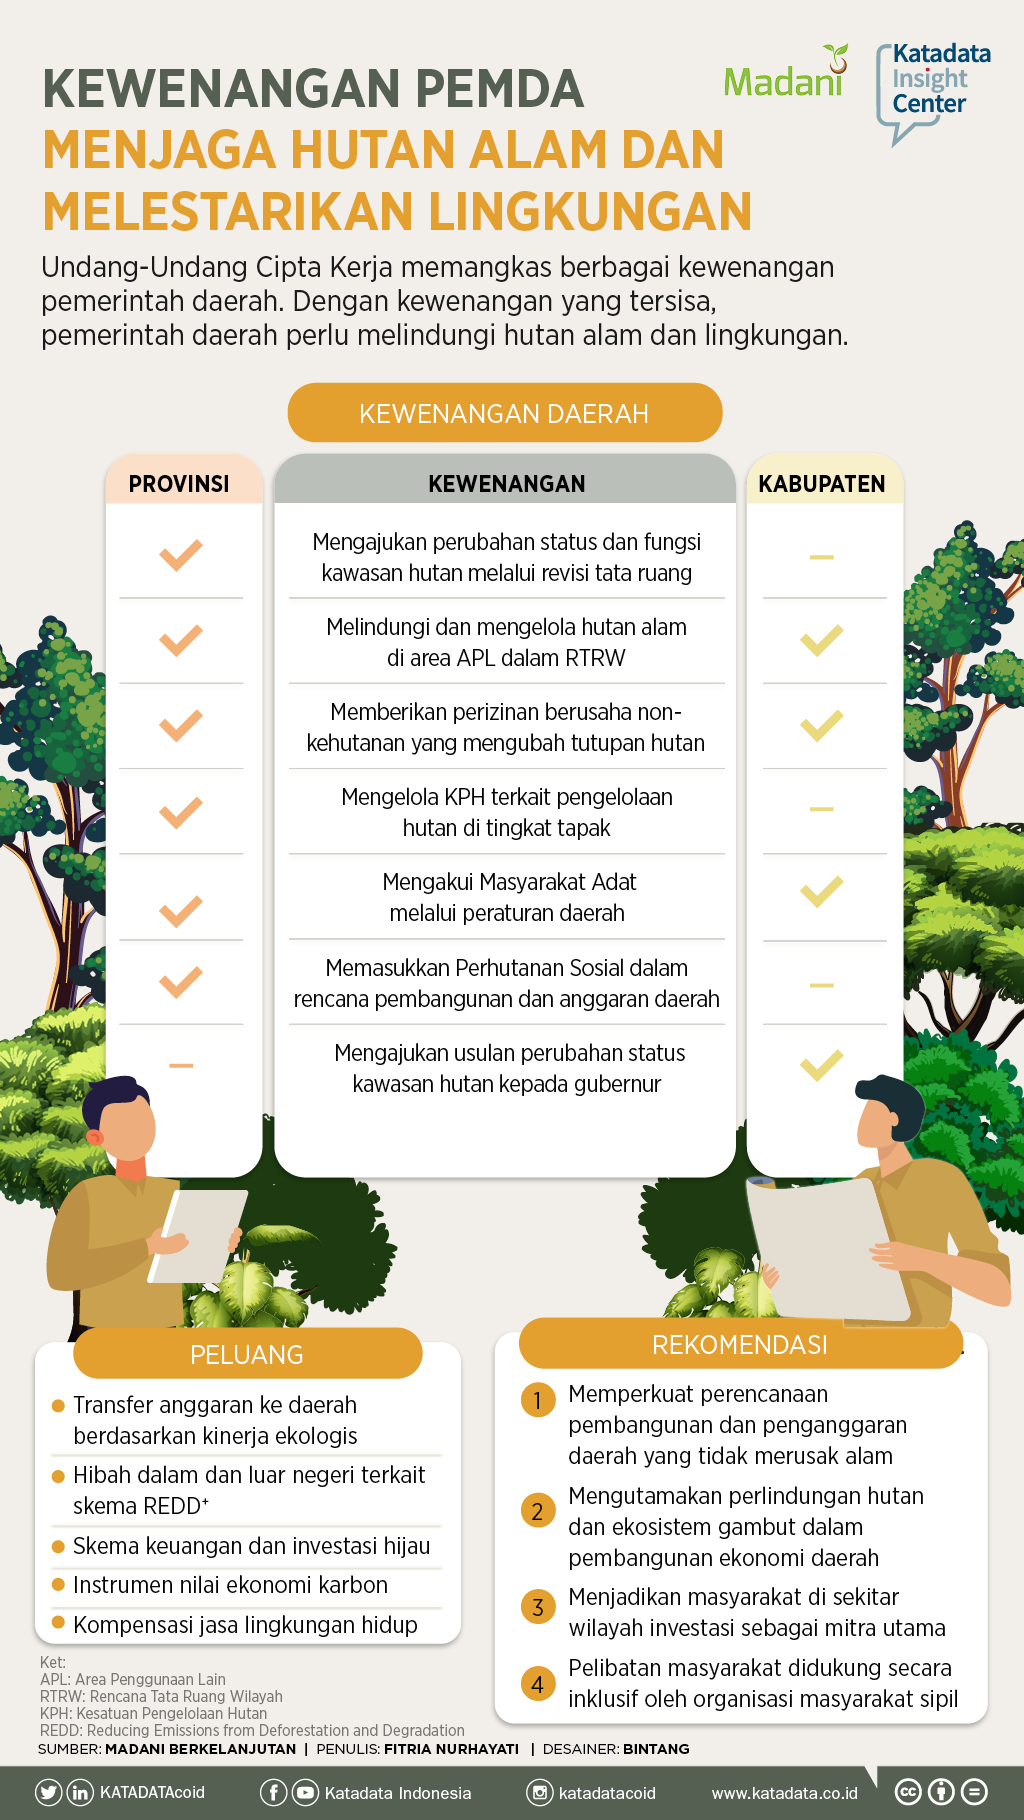 KEWENANGAN PEMDA
MENJAGA HUTAN ALAM DAN
MELESTARIKAN LINGKUNGAN
Madani
Katadata
Insight
Center
Undang-Undang Cipta Kerja memangkas berbagai kewenangan
pemerintah daerah. Dengan kewenangan yang tersisa,
pemerintah daerah perlu melindungi hutan alam dan lingkungan.
KEWENANGAN DAERAH
PROVINSI
KEWENANGAN
KABUPATEN
Mengajukan perubahan status dan fungsi
kawasan hutan melalui revisi tata ruang
Melindungi dan mengelola hutan alam
di area APL dalam RTRW
Memberikan perizinan berusaha non-
kehutanan yang mengubah tutupan hutan
Mengelola KPH terkait pengelolaan
hutan di tingkat tapak
Mengakui Masyarakat Adat
melalui peraturan daerah
Memasukkan Perhutanan Sosial dalam
rencana pembangunan dan anggaran daerah
Mengajukan usulan perubahan status
kawasan hutan kepada gubernur
PELUANG
Transfer anggaran ke daerah
berdasarkan kinerja ekologis
Hibah dalam dan luar negeri terkait
skema REDD+
Skema keuangan dan investasi hijau
Instrumen nilai ekonomi karbon
Kompensasi jasa lingkungan hidup
REKOMENDASI
1 Memperkuat perencanaan
pembangunan dan penganggaran
daerah yang tidak merusak alam
2 Mengutamakan perlindungan hutan
dan ekosistem gambut dalam
pembangunan ekonomi daerah
3 Menjadikan masyarakat di sekitar
wilayah investasi sebagai mitra utama
4 Pelibatan masyarakat didukung secara
inklusif oleh organisasi masyarakat sipil
Ket:
APL: Area Penggunaan Lain
RTRW: Rencana Tata Ruang Wilayah
KPH: Kesatuan Pengelolaan Hutan
REDD: Reducing Emissions from Deforestation and Degradation
SUMBER: MADANI BERKELANJUTAN | PENULIS: FITRIA NURHAYATI | DESAINER: BINTANG
KATADATAcoid
Katadata Indonesia
katadatacoid
www.katadata.co.id